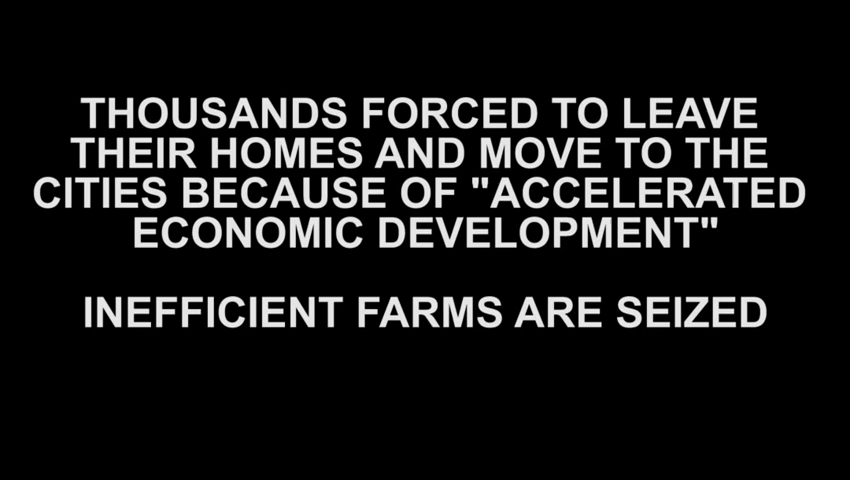 THOUSANDS FORCED TO LEAVE
THEIR HOMES AND MOVE TO THE
CITIES BECAUSE OF "ACCELERATED
ECONOMIC DEVELOPMENT"
INEFFICIENT FARMS ARE SEIZED